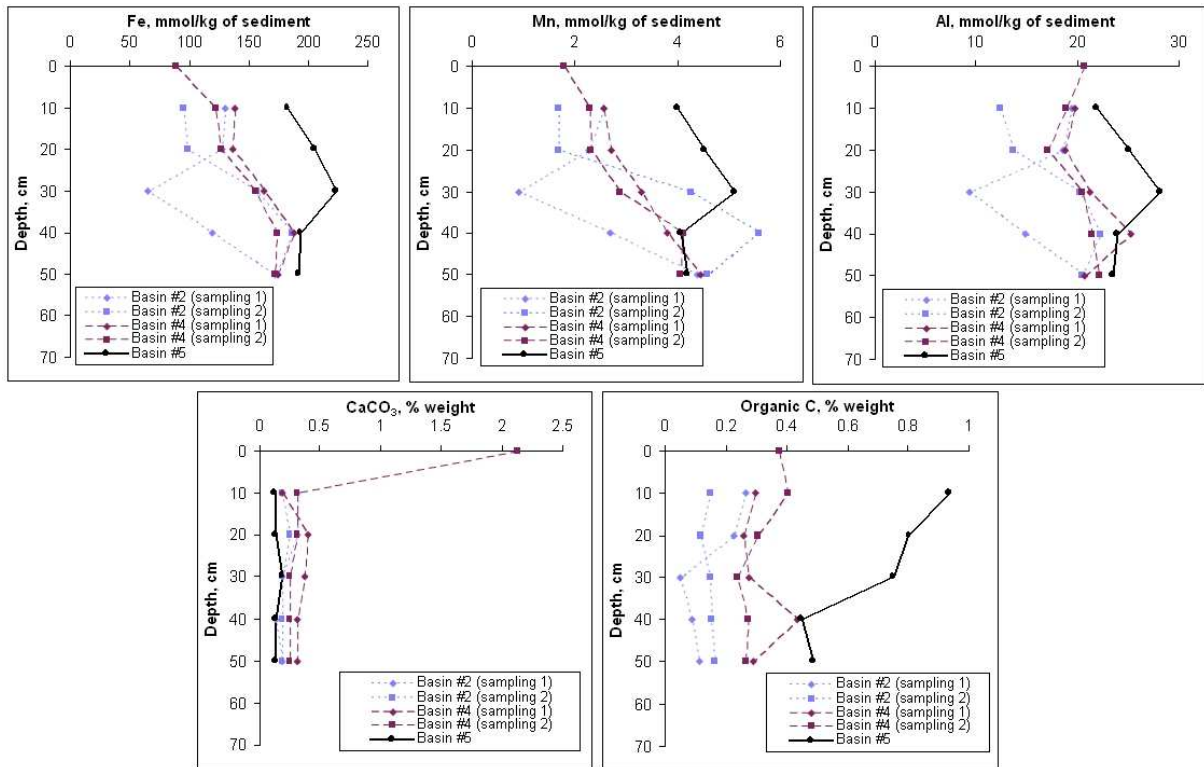 Fe, mmol/kg of sediment
0 50 100 150 200 250
0
10
20
30
40
50
60
70
Depth, cm
Basin #2 (sampling 1)
Basin #2 (sampling 2)
Basin #4 (sampling 1)
Basin #4 (sampling 2)
Basin #5
Mn, mmol/kg of sediment
0 2 4 6
0
10
20
30
40
50
60
70
Depth, cm
Basin #2 (sampling 1)
Basin #2 (sampling 2)
Basin #4 (sampling 1)
Basin #4 (sampling 2)
Basin #5
Al, mmol/kg of sediment
0 10 20 30
0
10
20
30
40
50
60
70
Depth, cm
Basin #2 (sampling 1)
Basin #2 (sampling 2)
Basin #4 (sampling 1)
Basin #4 (sampling 2)
Basin #5
CaCO₃, % weight
0 0.5 1 1.5 2 2.5
0
10
20
30
40
50
60
70
Depth, cm
Basin #2 (sampling 1)
Basin #2 (sampling 2)
Basin #4 (sampling 1)
Basin #4 (sampling 2)
Basin #5
Organic C, % weight
0 0.2 0.4 0.6 0.8 1
0
10
20
30
40
50
60
70
Depth, cm
Basin #2 (sampling 1)
Basin #2 (sampling 2)
Basin #4 (sampling 1)
Basin #4 (sampling 2)
Basin #5